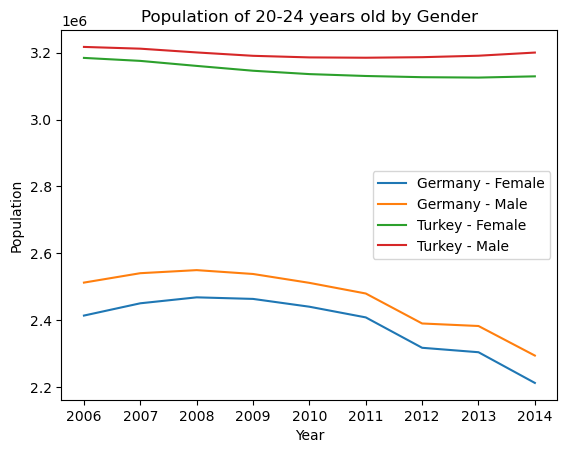 Population of 20-24 years old by Gender
1e6
3.2
3.0
2.8
2.6
2.4
2.2
Population
Germany - Female
Germany - Male
Turkey - Female
Turkey - Male
2006 2007 2008 2009 2010 2011 2012 2013 2014
Year